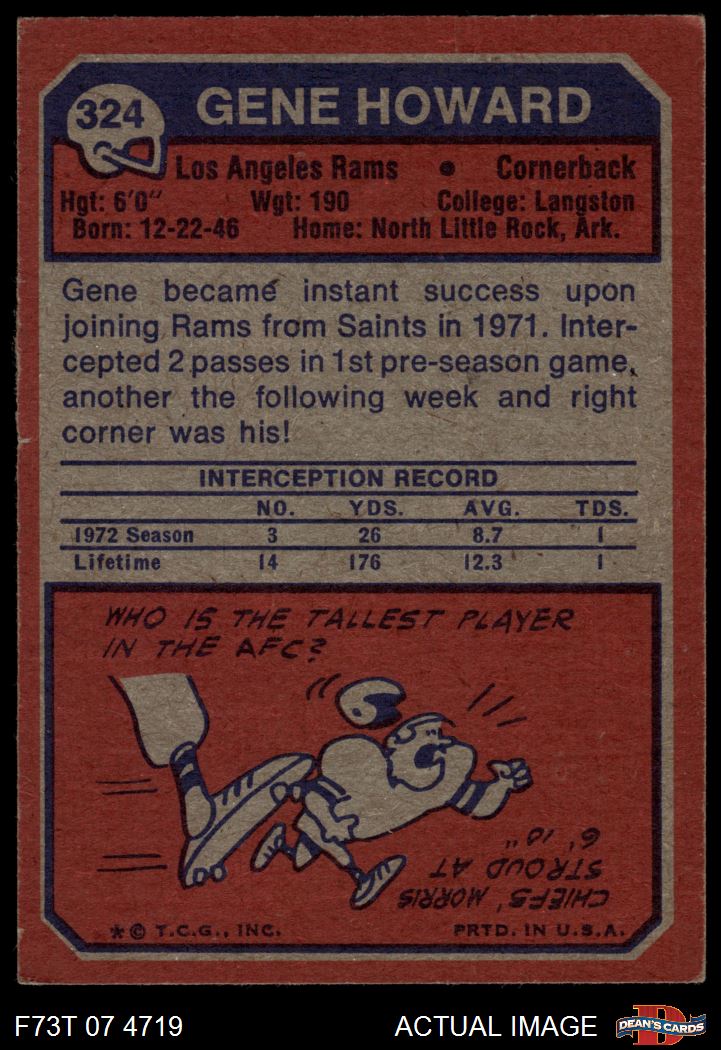 324
GENE HOWARD
Los Angeles Rams • Cornerback
Hgt: 6'0" Wgt: 190 College: Langston
Born: 12-22-46 Home: North Little Rock, Ark.
Gene became instant success upon
joining Rams from Saints in 1971. Inter-
cepted 2 passes in 1st pre-season game,
another the following week and right
corner was his!
INTERCEPTION RECORD
NO. YDS. AVG. TDS.
1972 Season 3 26 8.7 1
Lifetime 14 176 12.3 1
WHO IS THE TALLEST PLAYER
IN THE AFC?
CHIEFS' MORRIS
STROUD AT
6' 10"
* © T.C.G., INC. PRTD. IN U.S.A.
F73T 07 4719 ACTUAL IMAGE
D
DEAN'S CARDS